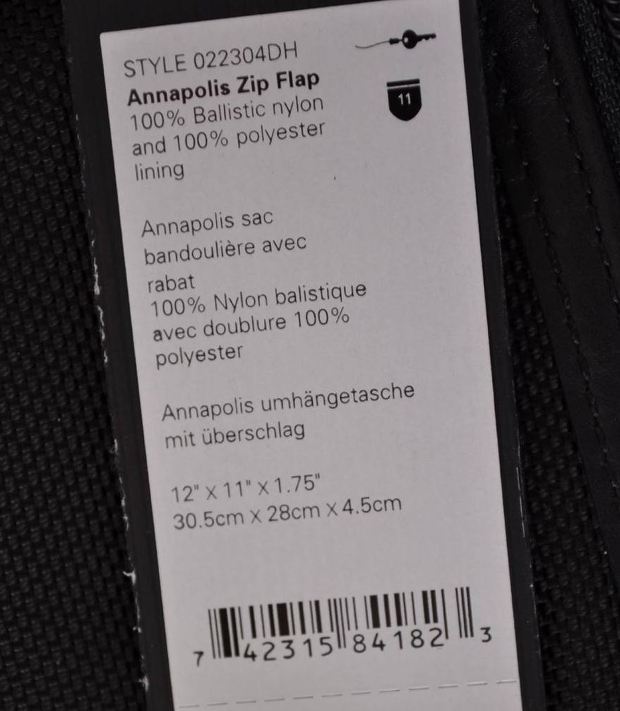 STYLE 022304DH
Annapolis Zip Flap
100% Ballistic nylon
and 100% polyester
lining
11
Annapolis sac
bandoulière avec
rabat
100% Nylon balistique
avec doublure 100%
polyester
Annapolis umhängetasche
mit überschlag
12" X 11" X 1.75"
30.5cm X 28cm X 4.5cm
7 42315 84182 3